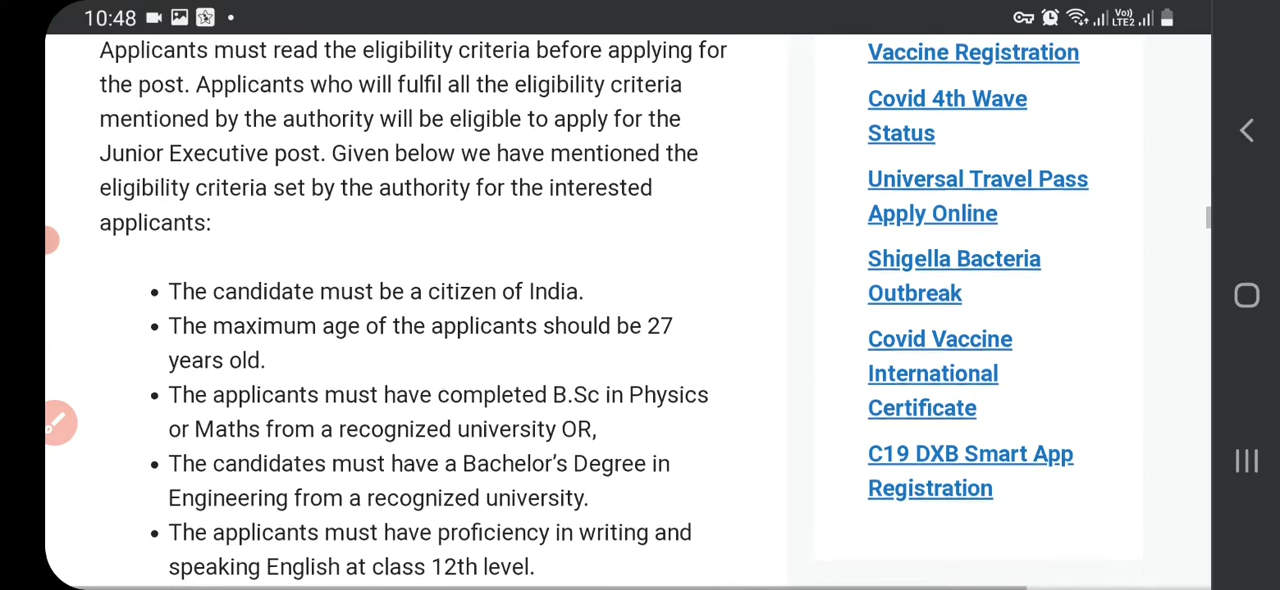 10:48
Vo))
LTE2
Applicants must read the eligibility criteria before applying for
the post. Applicants who will fulfil all the eligibility criteria
mentioned by the authority will be eligible to apply for the
Junior Executive post. Given below we have mentioned the
eligibility criteria set by the authority for the interested
applicants:
• The candidate must be a citizen of India.
• The maximum age of the applicants should be 27
years old.
• The applicants must have completed B.Sc in Physics
or Maths from a recognized university OR,
• The candidates must have a Bachelor’s Degree in
Engineering from a recognized university.
• The applicants must have proficiency in writing and
speaking English at class 12th level.
Vaccine Registration
Covid 4th Wave
Status
Universal Travel Pass
Apply Online
Shigella Bacteria
Outbreak
Covid Vaccine
International
Certificate
C19 DXB Smart App
Registration